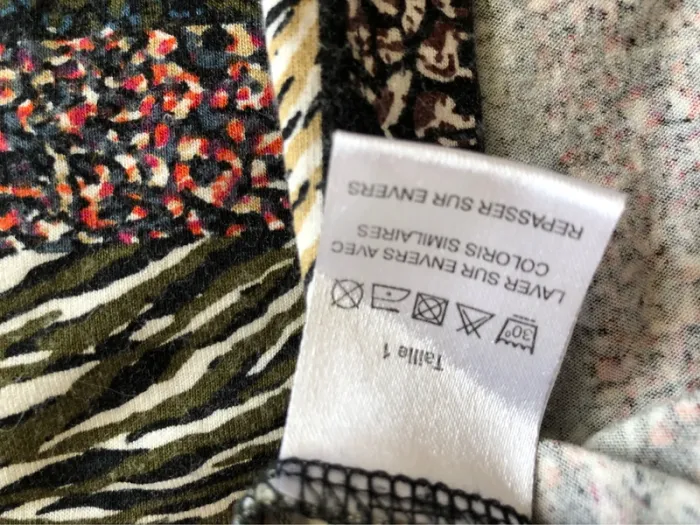 Taille 1
30°
LAVER SUR ENVERS AVEC
COLORIS SIMILAIRES
REPASSER SUR ENVERS